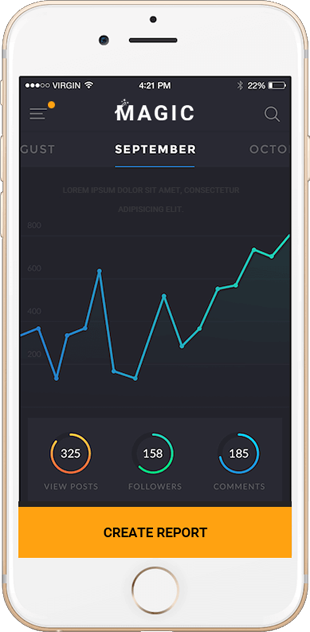 VIRGIN 4:21 PM 22%
MAGIC
GUST SEPTEMBER OCTO
LOREM IPSUM DOLOR SIT AMET, CONSECTETUR
ADIPISICING ELIT.
800
600
400
200
325 158 185
VIEW POSTS FOLLOWERS COMMENTS
CREATE REPORT